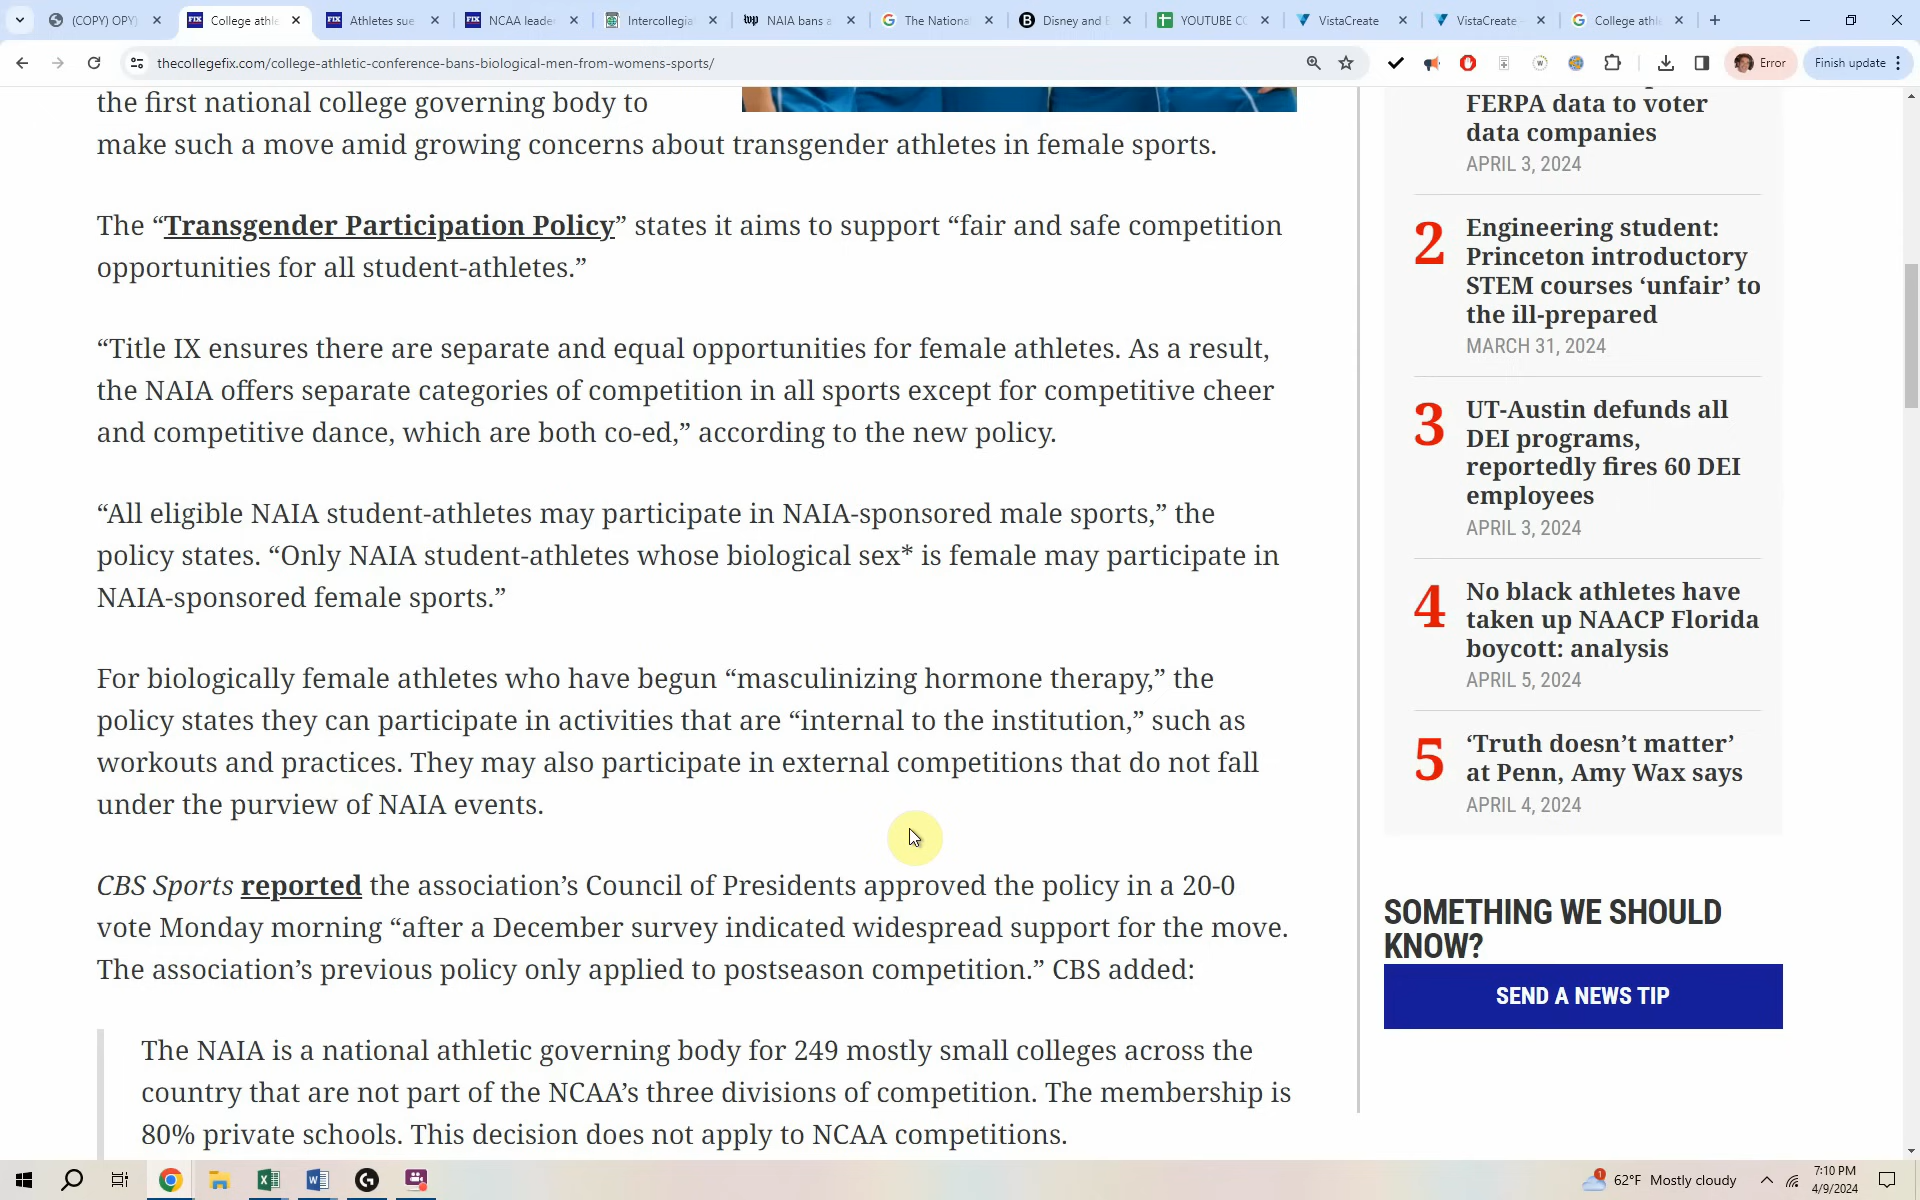 (COPY) OPY)
College athle
Athletes sue
NCAA leade
Intercollegia
NAIA bans a
The Nationa
Disney and E
YOUTUBE CC
VistaCreate
VistaCreate -
College athl
thecollegefix.com/college-athletic-conference-bans-biological-men-from-womens-sports/
Error
Finish update
the first national college governing body to
make such a move amid growing concerns about transgender athletes in female sports.
The “Transgender Participation Policy” states it aims to support “fair and safe competition
opportunities for all student-athletes.”
“Title IX ensures there are separate and equal opportunities for female athletes. As a result,
the NAIA offers separate categories of competition in all sports except for competitive cheer
and competitive dance, which are both co-ed,” according to the new policy.
“All eligible NAIA student-athletes may participate in NAIA-sponsored male sports,” the
policy states. “Only NAIA student-athletes whose biological sex* is female may participate in
NAIA-sponsored female sports.”
For biologically female athletes who have begun “masculinizing hormone therapy,” the
policy states they can participate in activities that are “internal to the institution,” such as
workouts and practices. They may also participate in external competitions that do not fall
under the purview of NAIA events.
CBS Sports reported the association’s Council of Presidents approved the policy in a 20-0
vote Monday morning “after a December survey indicated widespread support for the move.
The association’s previous policy only applied to postseason competition.” CBS added:
The NAIA is a national athletic governing body for 249 mostly small colleges across the
country that are not part of the NCAA’s three divisions of competition. The membership is
80% private schools. This decision does not apply to NCAA competitions.
FERPA data to voter
data companies
APRIL 3, 2024
2
Engineering student:
Princeton introductory
STEM courses ‘unfair’ to
the ill-prepared
MARCH 31, 2024
3
UT-Austin defunds all
DEI programs,
reportedly fires 60 DEI
employees
APRIL 3, 2024
4
No black athletes have
taken up NAACP Florida
boycott: analysis
APRIL 5, 2024
5
‘Truth doesn’t matter’
at Penn, Amy Wax says
APRIL 4, 2024
SOMETHING WE SHOULD
KNOW?
SEND A NEWS TIP
1
62°F Mostly cloudy
7:10 PM
4/9/2024